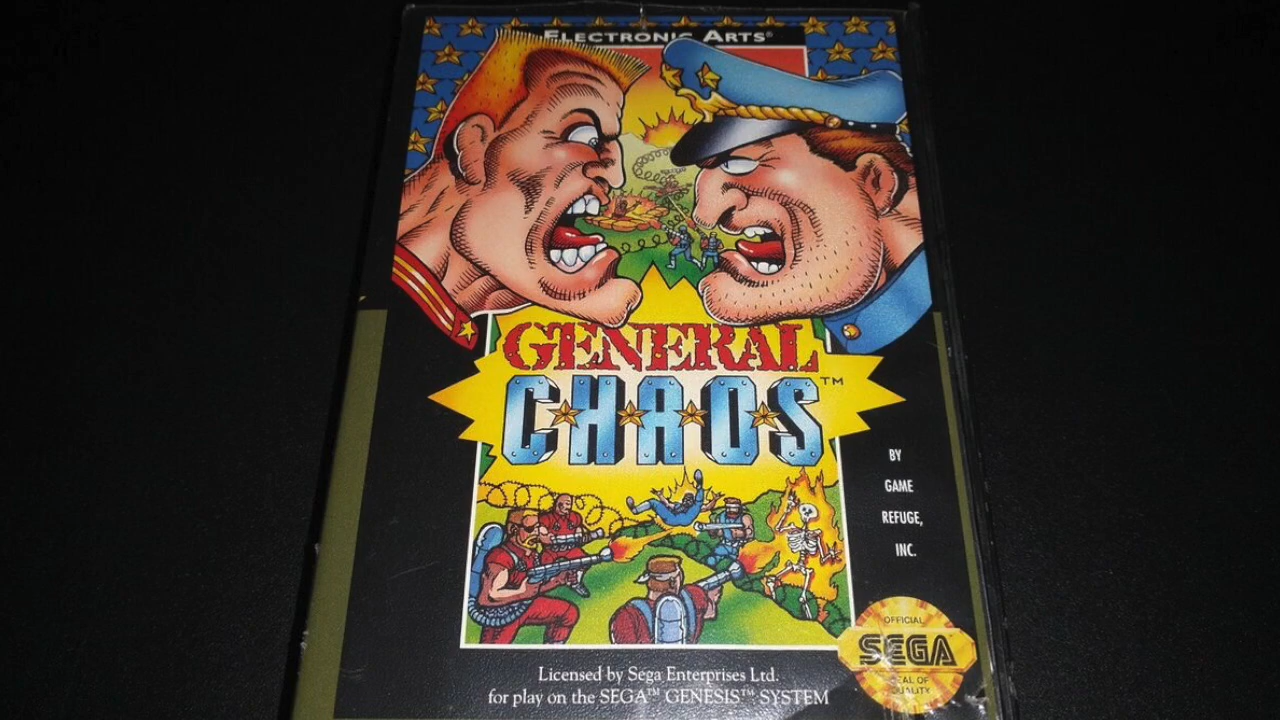 ELECTRONIC ARTS®
GENERAL
CHAOS™
BY
GAME
REFUGE,
INC.
OFFICIAL
SEGA™
SEAL OF
QUALITY
Licensed by Sega Enterprises Ltd.
for play on the SEGA™ GENESIS™ SYSTEM